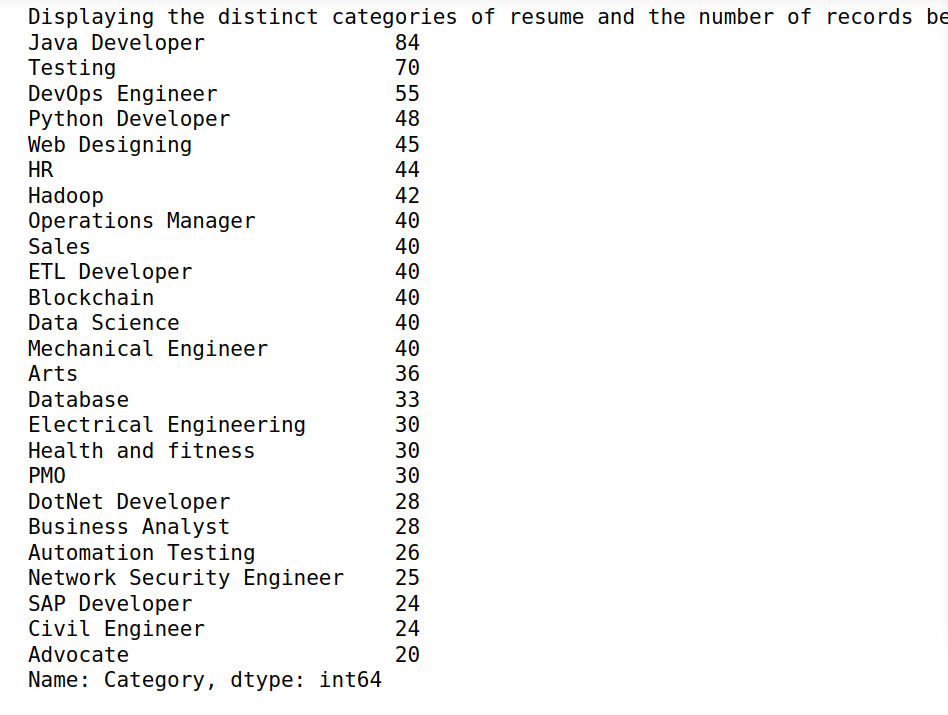 Displaying the distinct categories of resume and the number of records be
Java Developer 84
Testing 70
DevOps Engineer 55
Python Developer 48
Web Designing 45
HR 44
Hadoop 42
Operations Manager 40
Sales 40
ETL Developer 40
Blockchain 40
Data Science 40
Mechanical Engineer 40
Arts 36
Database 33
Electrical Engineering 30
Health and fitness 30
PMO 30
DotNet Developer 28
Business Analyst 28
Automation Testing 26
Network Security Engineer 25
SAP Developer 24
Civil Engineer 24
Advocate 20
Name: Category, dtype: int64